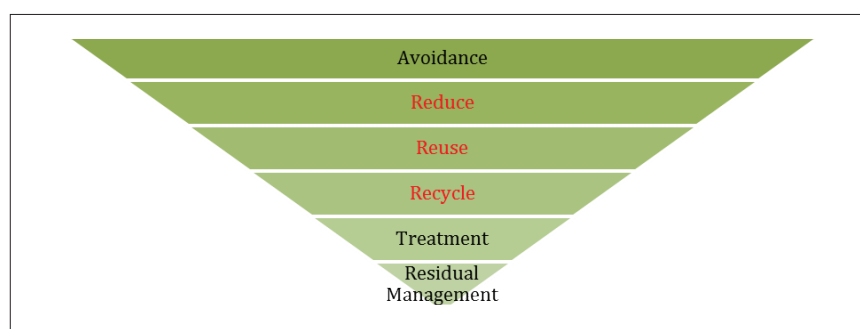 Avoidance
Reduce
Reuse
Recycle
Treatment
Residual
Management